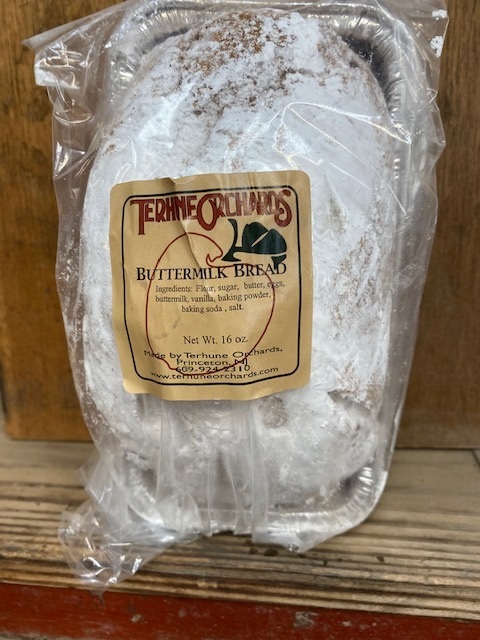 TERHUNE ORCHARDS
BUTTERMILK BREAD
Ingredients: Flour, sugar, butter, eggs,
buttermilk, vanilla, baking powder,
baking soda , salt.
Net Wt. 16 oz.
Made by Terhune Orchards,
Princeton, NJ
609-924-2310
www.terhuneorchards.com